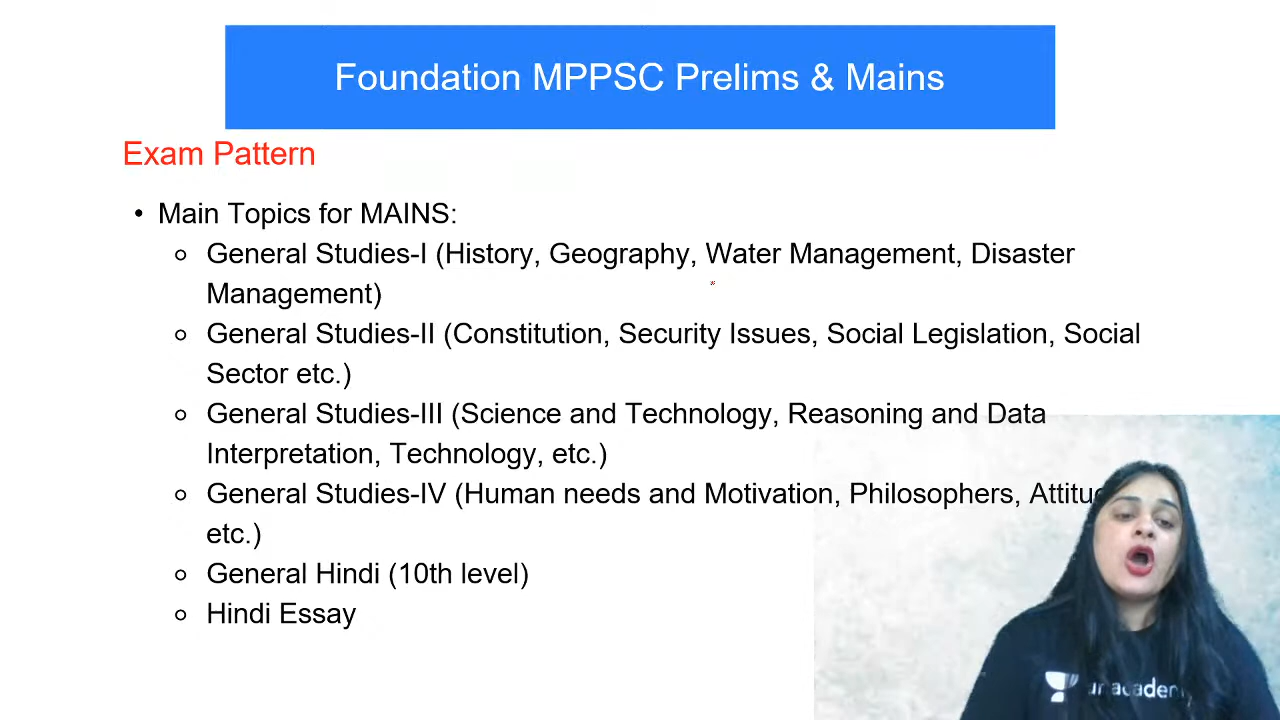 Foundation MPPSC Prelims & Mains
Exam Pattern
• Main Topics for MAINS:
○ General Studies-I (History, Geography, Water Management, Disaster
Management)
○ General Studies-II (Constitution, Security Issues, Social Legislation, Social
Sector etc.)
○ General Studies-III (Science and Technology, Reasoning and Data
Interpretation, Technology, etc.)
○ General Studies-IV (Human needs and Motivation, Philosophers,
etc.)
○ General Hindi (10th level)
○ Hindi Essay